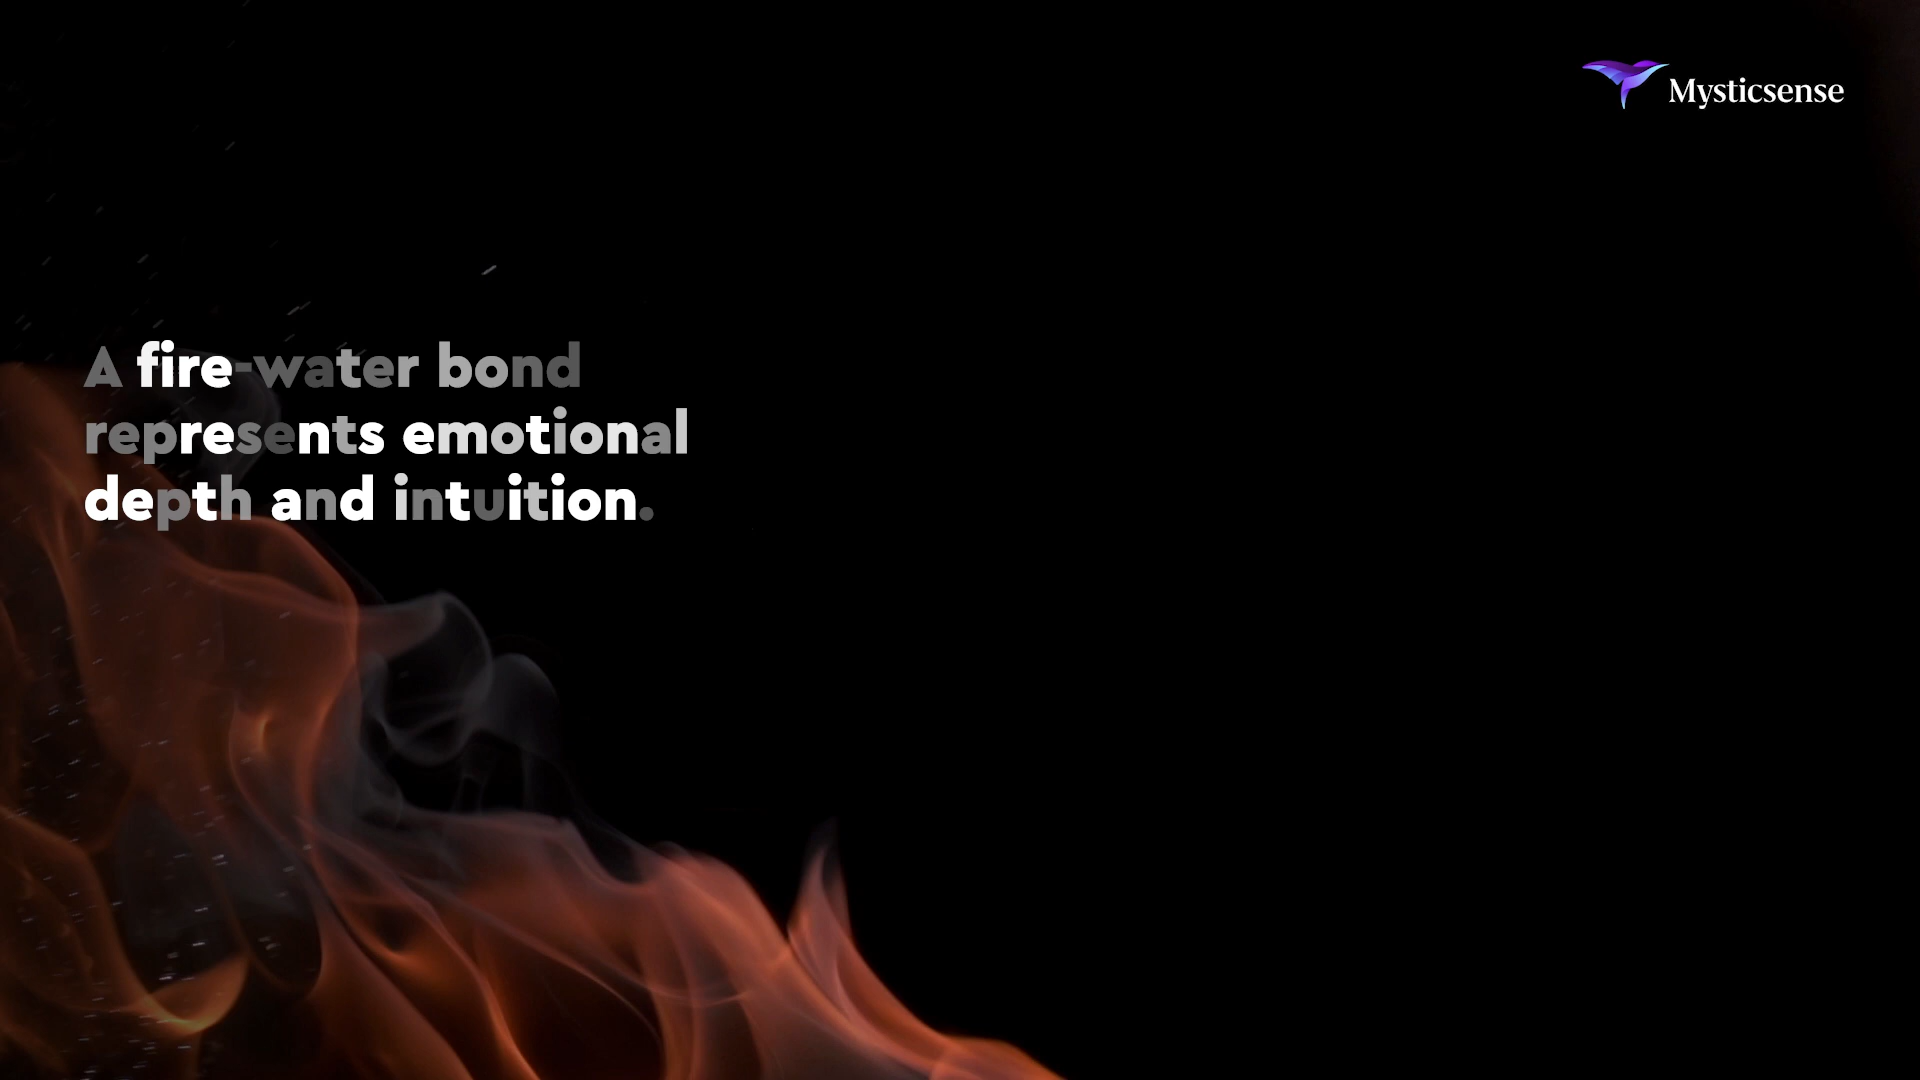 Mysticsense
A fire-water bond
represents emotional
depth and intuition.